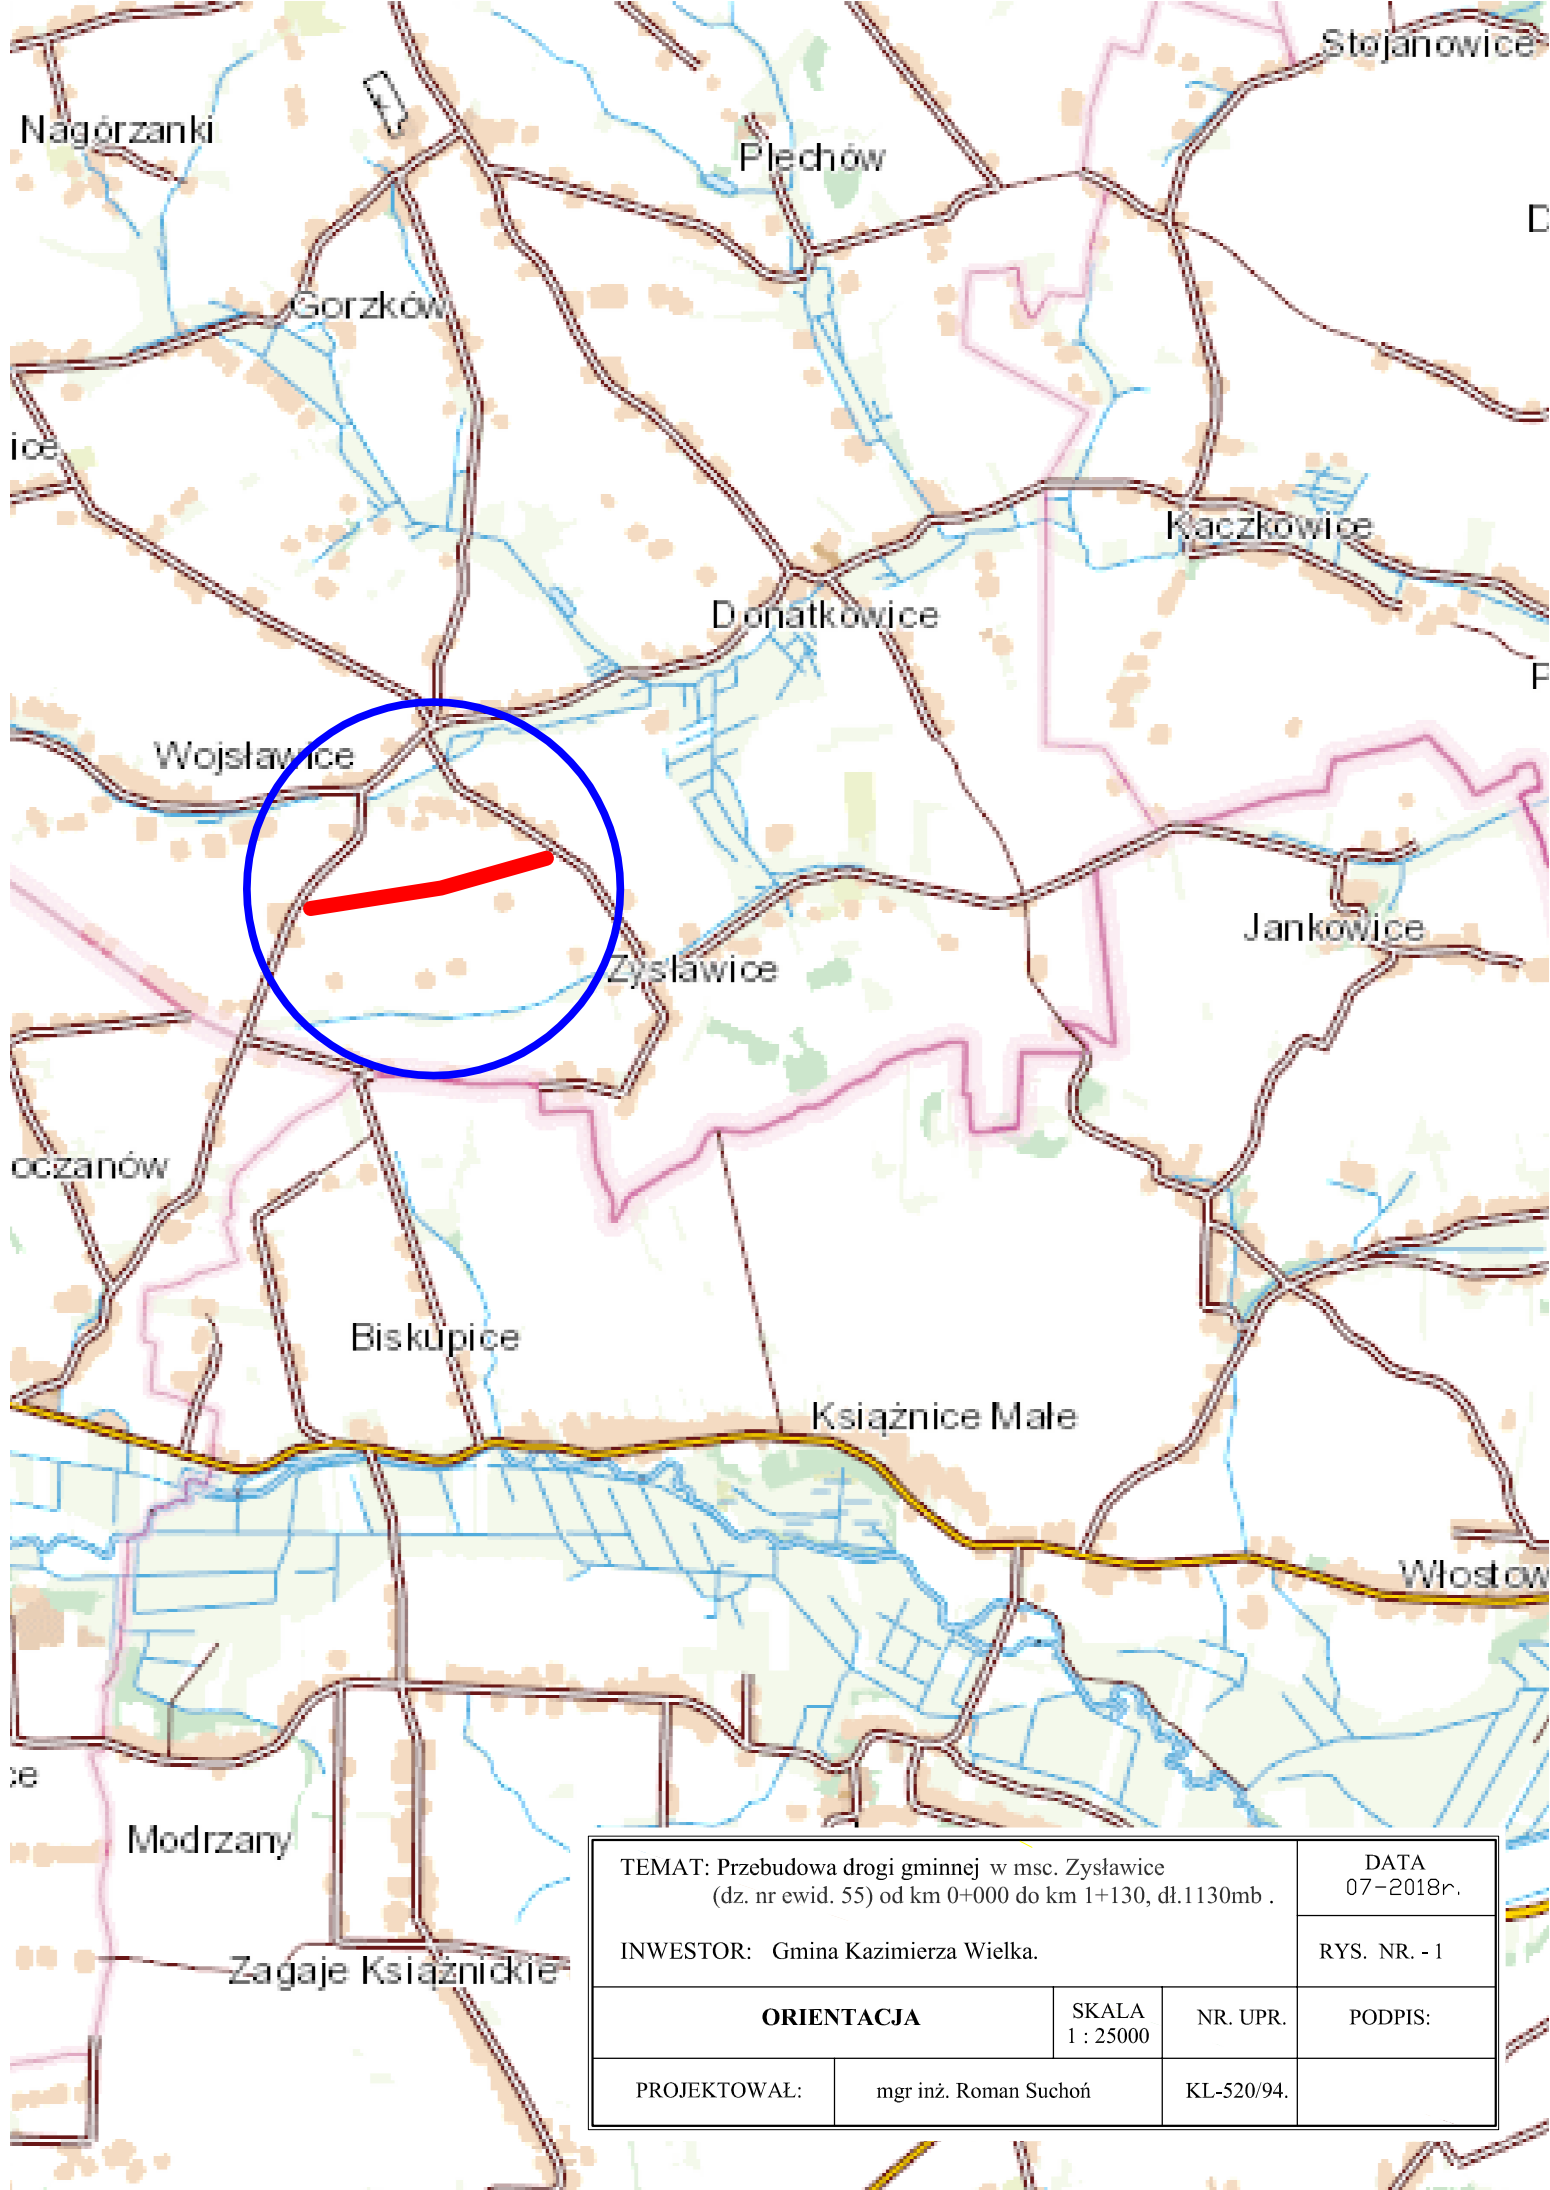 Stojanowice
Nagórzanki
Plechów
D
Gorzków
ice
Kaczkowice
Donatkowice
P
Wojsławice
Jankowice
Zysławice
oczanów
Biskupice
Książnice Małe
Włostow
ce
Modrzany
Zagaje Książnickie
TEMAT: Przebudowa drogi gminnej w msc. Zysławice
(dz. nr ewid. 55) od km 0+000 do km 1+130, dł.1130mb .
DATA
07-2018r.
INWESTOR: Gmina Kazimierza Wielka.
RYS. NR. - 1
ORIENTACJA
SKALA
1 : 25000
NR. UPR.
PODPIS:
PROJEKTOWAŁ:
mgr inż. Roman Suchoń
KL-520/94.